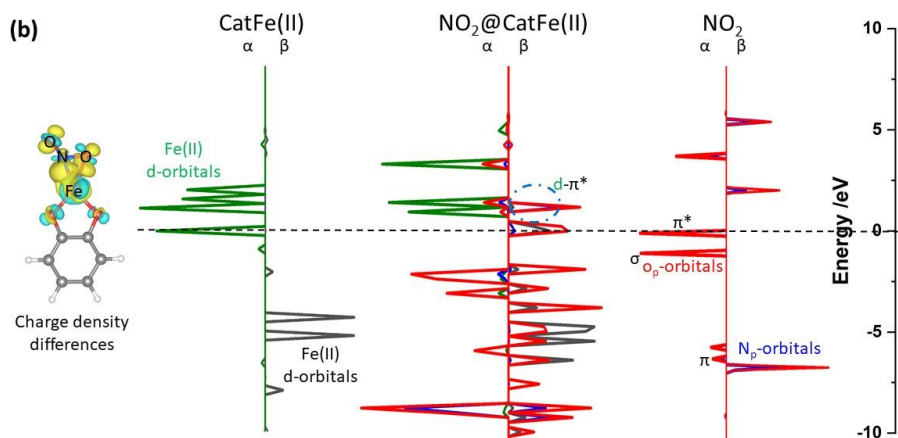 (b)
CatFe(II)
α β
NO₂@CatFe(II)
α β
NO₂
α β
10
5
0
-5
-10
Energy /eV
O
N
O
Fe
Charge density
differences
Fe(II)
d-orbitals
Fe(II)
d-orbitals
d-π*
π*
σ
Oₚ-orbitals
π
Nₚ-orbitals